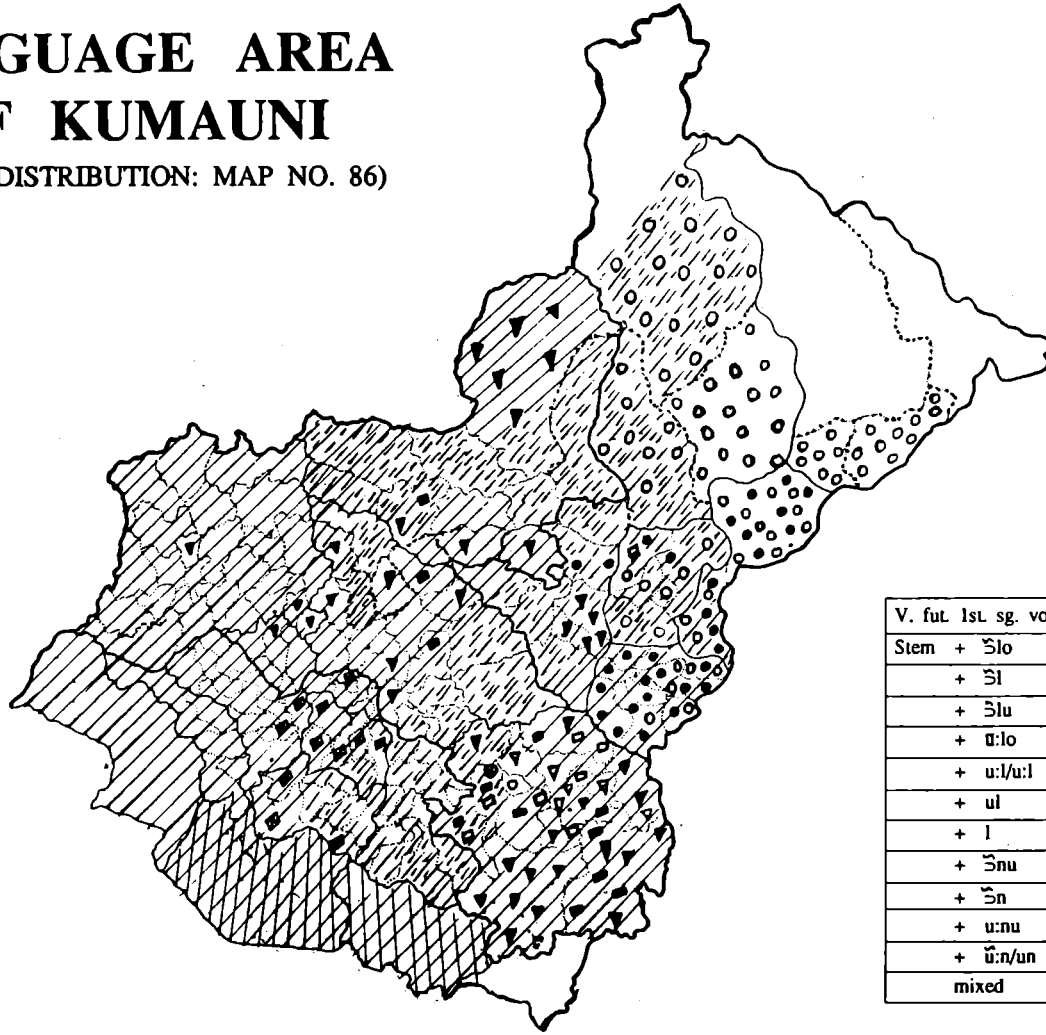 GUAGE AREA
F KUMAUNI
DISTRIBUTION: MAP NO. 86)
V. fut. 1st. sg. vo
Stem + ɔ̃lo
+ ɔ̃l
+ ɔ̃lu
+ u:l/u:l
+ ul
+ l
+ ɔ̃nu
+ ɔ̃n
+ u:nu
+ ũ:n/un
mixed